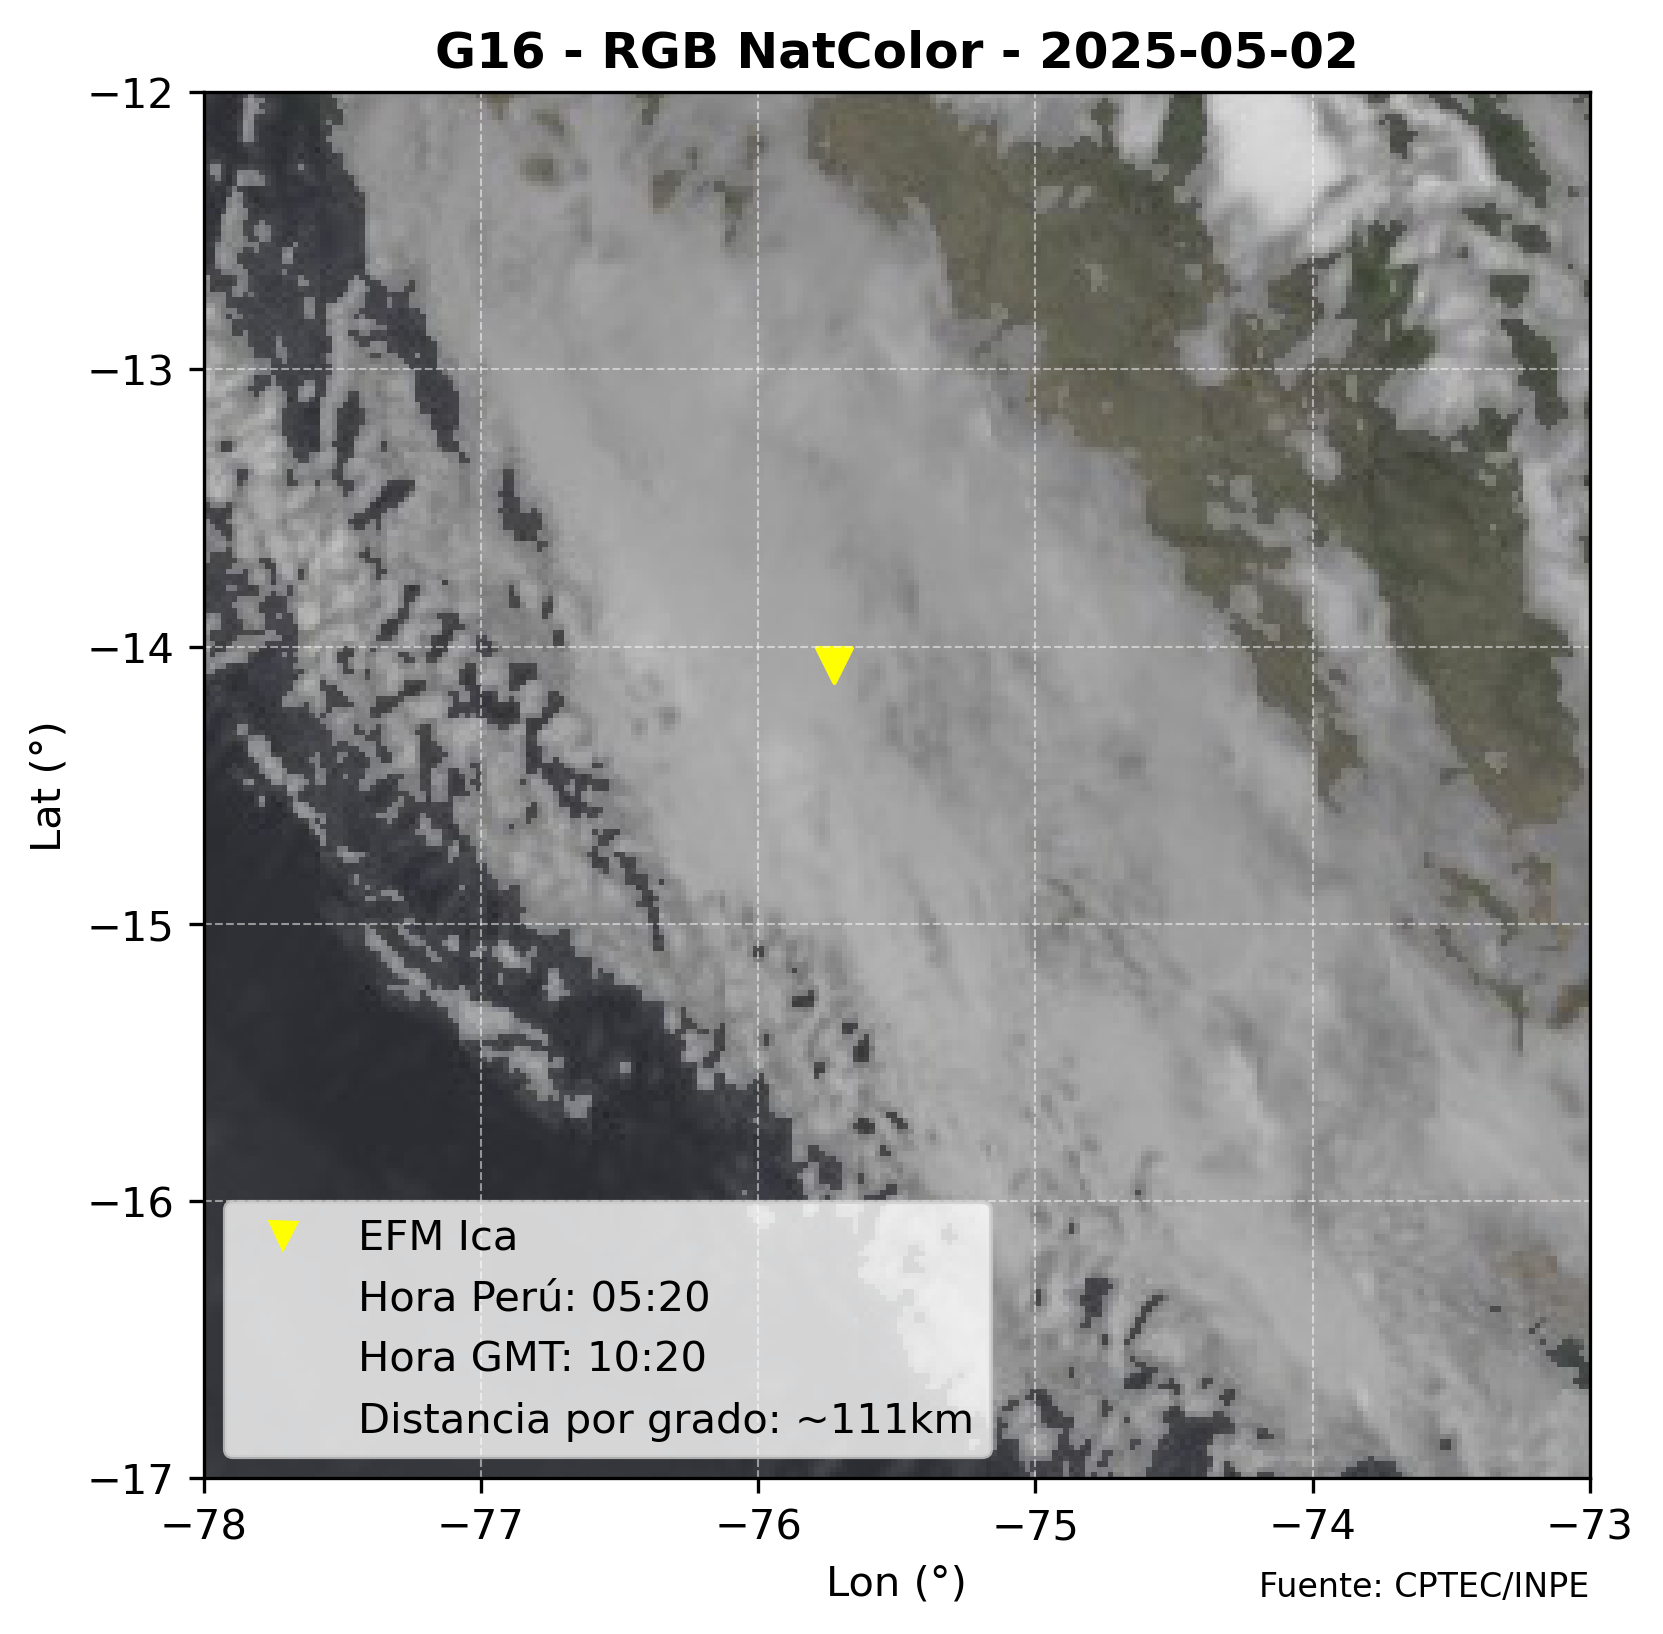 G16 - RGB NatColor - 2025-05-02
−12
−13
−14
−15
−16
−17
Lat (°)
EFM Ica
Hora Perú: 05:20
Hora GMT: 10:20
Distancia por grado: ~111km
−78 −77 −76 −75 −74 −73
Lon (°)
Fuente: CPTEC/INPE